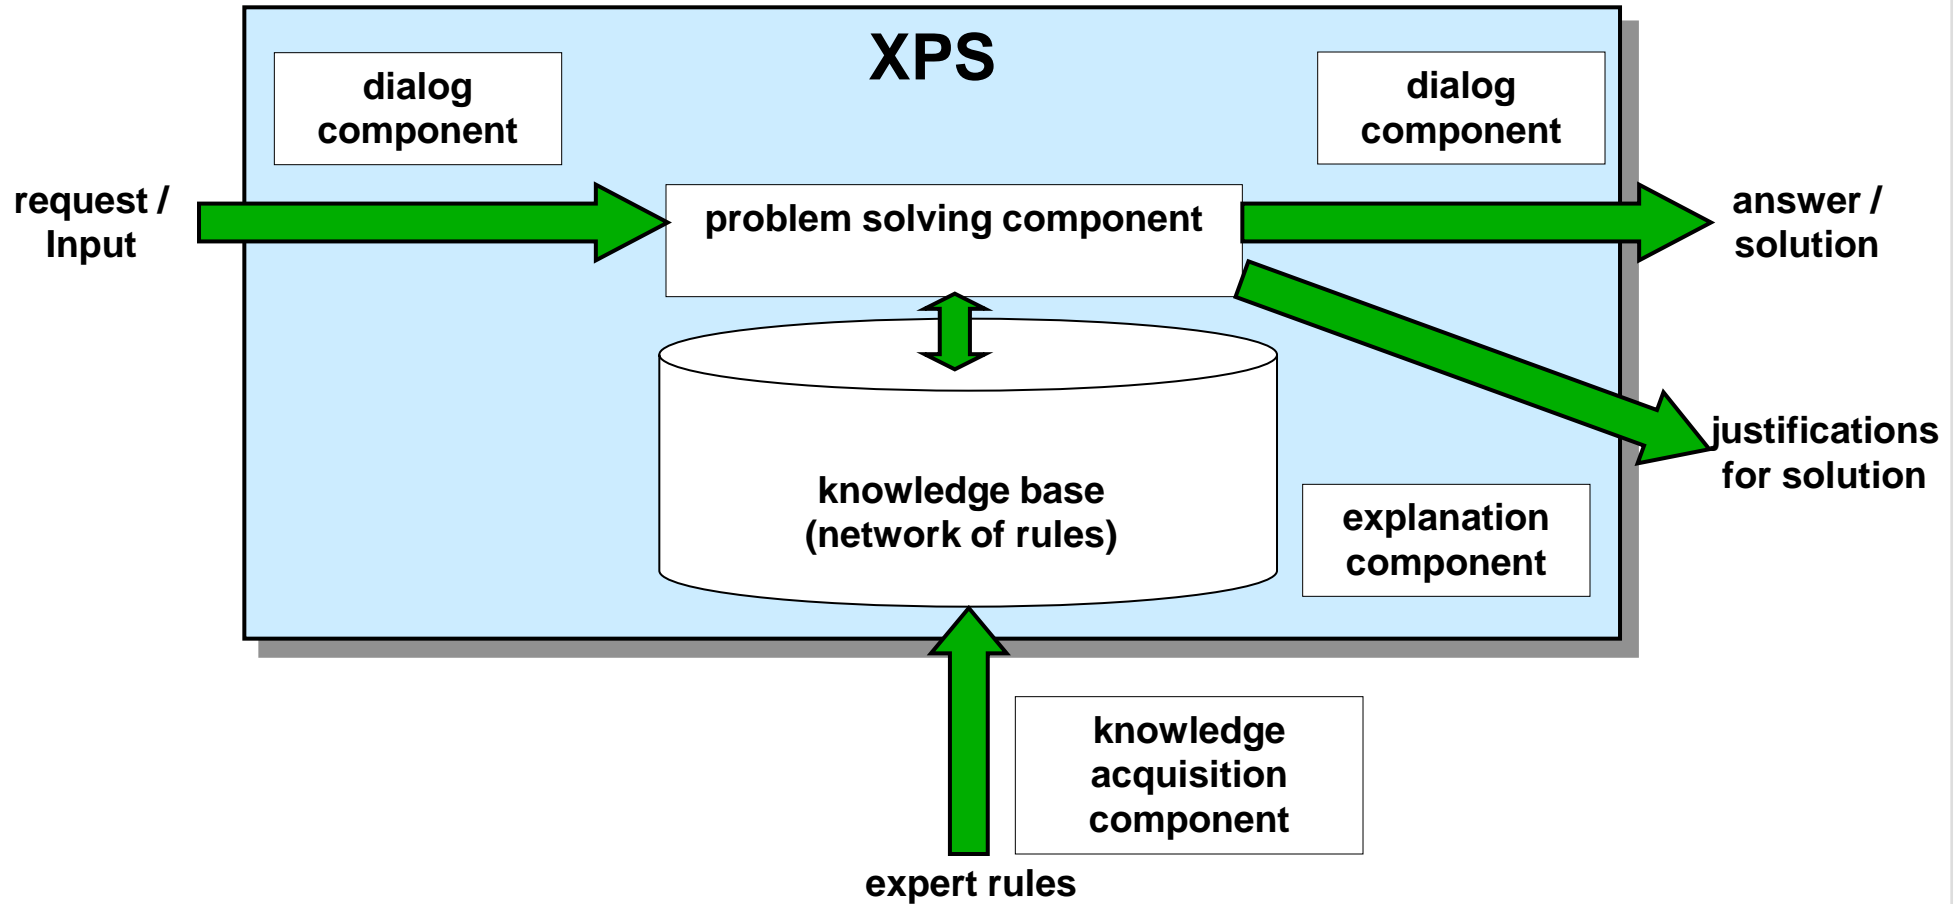 XPS
dialog
component
dialog
component
request /
Input
problem solving component
answer /
solution
justifications
for solution
knowledge base
(network of rules)
explanation
component
knowledge
acquisition
component
expert rules